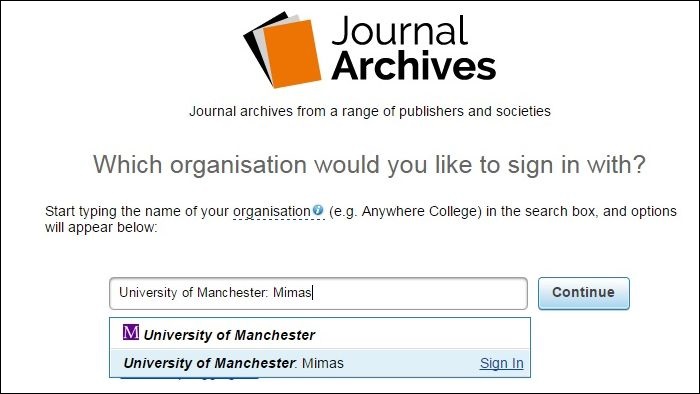 Journal
Archives
Journal archives from a range of publishers and societies
Which organisation would you like to sign in with?
Start typing the name of your organisation (e.g. Anywhere College) in the search box, and options
will appear below:
University of Manchester: Mimas
Continue
M University of Manchester
University of Manchester: Mimas Sign In